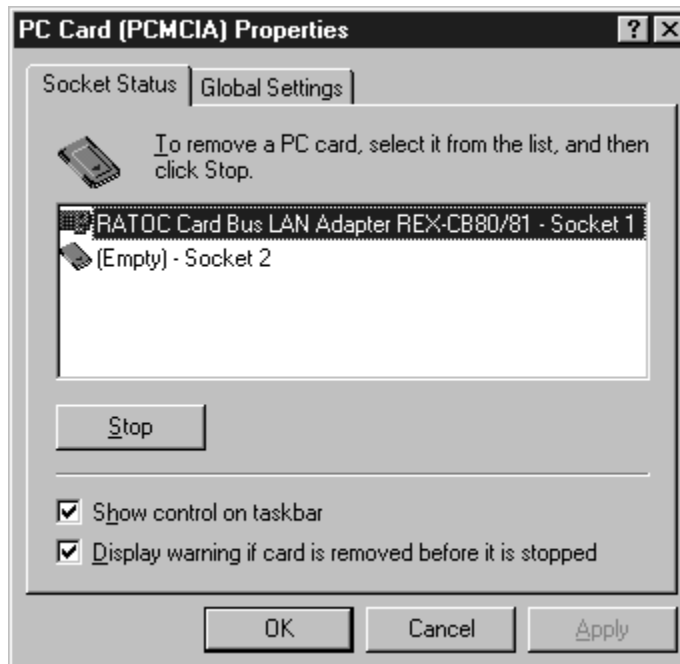 PC Card (PCMCIA) Properties
Socket Status
Global Settings
To remove a PC card, select it from the list, and then
click Stop.
RATOC Card Bus LAN Adapter REX-CB80/81 - Socket 1
(Empty) - Socket 2
Stop
Show control on taskbar
Display warning if card is removed before it is stopped
OK
Cancel
Apply